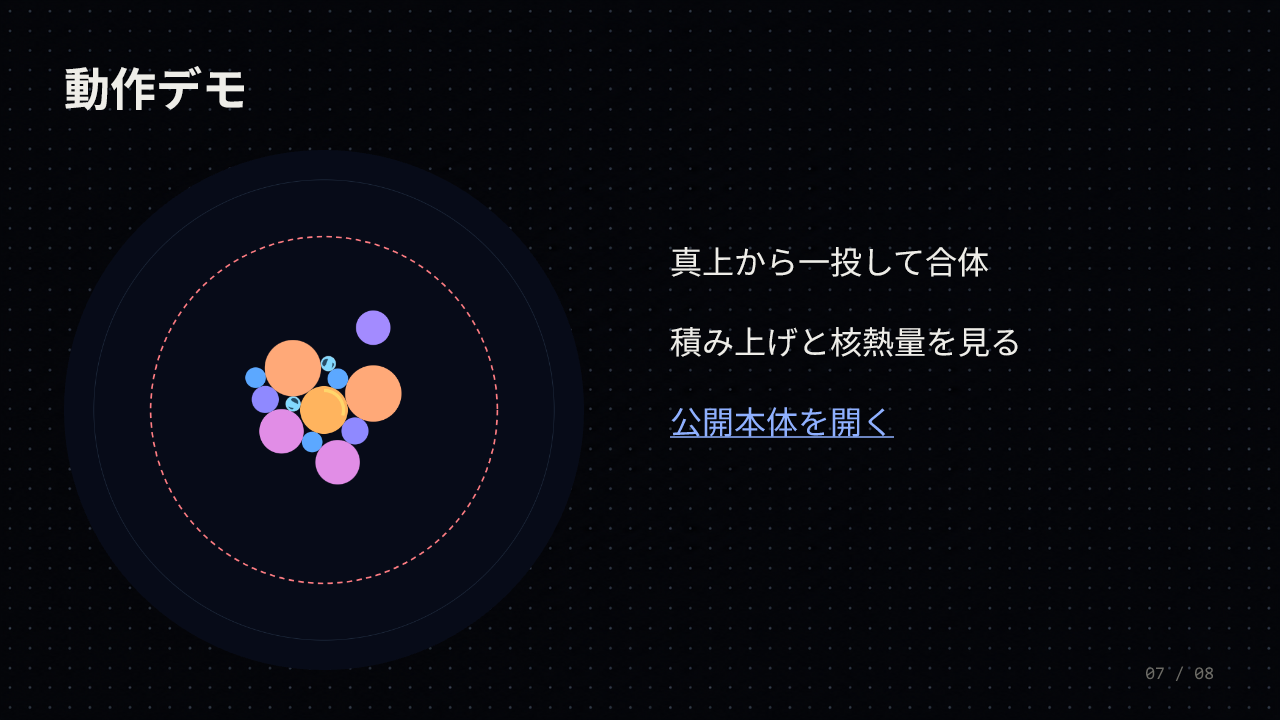 動作デモ
真上から一投して合体
積み上げと核熱量を見る
公開本体を開く
07 / 08